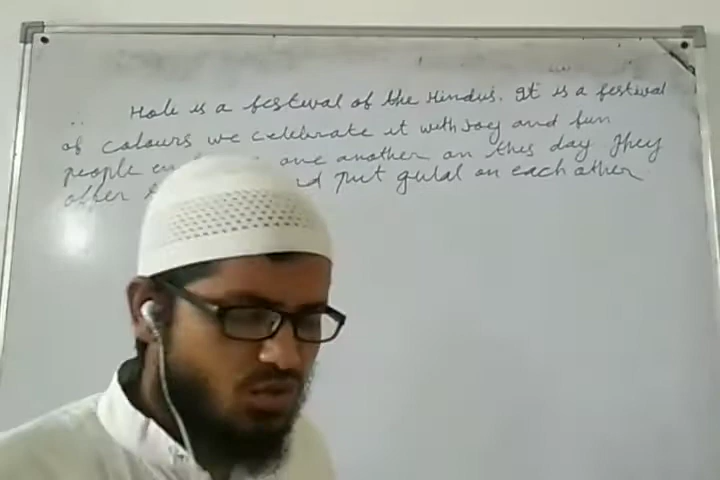 Holi is a festival of the Hindus. It is a festival
of colours we celebrate it with joy and fun
people one another on this day They
offer put gulal on each other